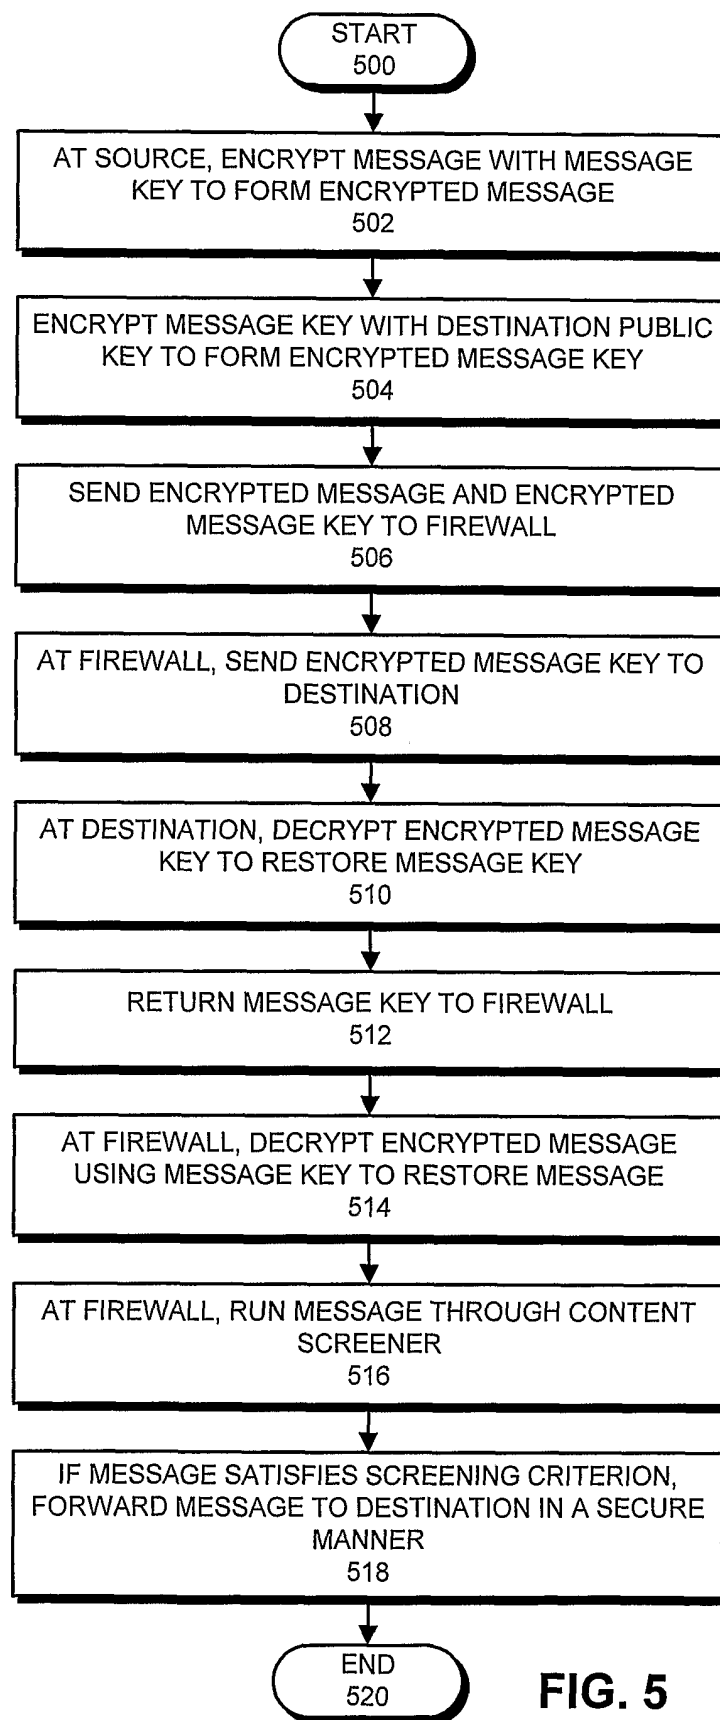 START
500
AT SOURCE, ENCRYPT MESSAGE WITH MESSAGE
KEY TO FORM ENCRYPTED MESSAGE
502
ENCRYPT MESSAGE KEY WITH DESTINATION PUBLIC
KEY TO FORM ENCRYPTED MESSAGE KEY
504
SEND ENCRYPTED MESSAGE AND ENCRYPTED
MESSAGE KEY TO FIREWALL
506
AT FIREWALL, SEND ENCRYPTED MESSAGE KEY TO
DESTINATION
508
AT DESTINATION, DECRYPT ENCRYPTED MESSAGE
KEY TO RESTORE MESSAGE KEY
510
RETURN MESSAGE KEY TO FIREWALL
512
AT FIREWALL, DECRYPT ENCRYPTED MESSAGE
USING MESSAGE KEY TO RESTORE MESSAGE
514
AT FIREWALL, RUN MESSAGE THROUGH CONTENT
SCREENER
516
IF MESSAGE SATISFIES SCREENING CRITERION,
FORWARD MESSAGE TO DESTINATION IN A SECURE
MANNER
518
END
520
FIG. 5